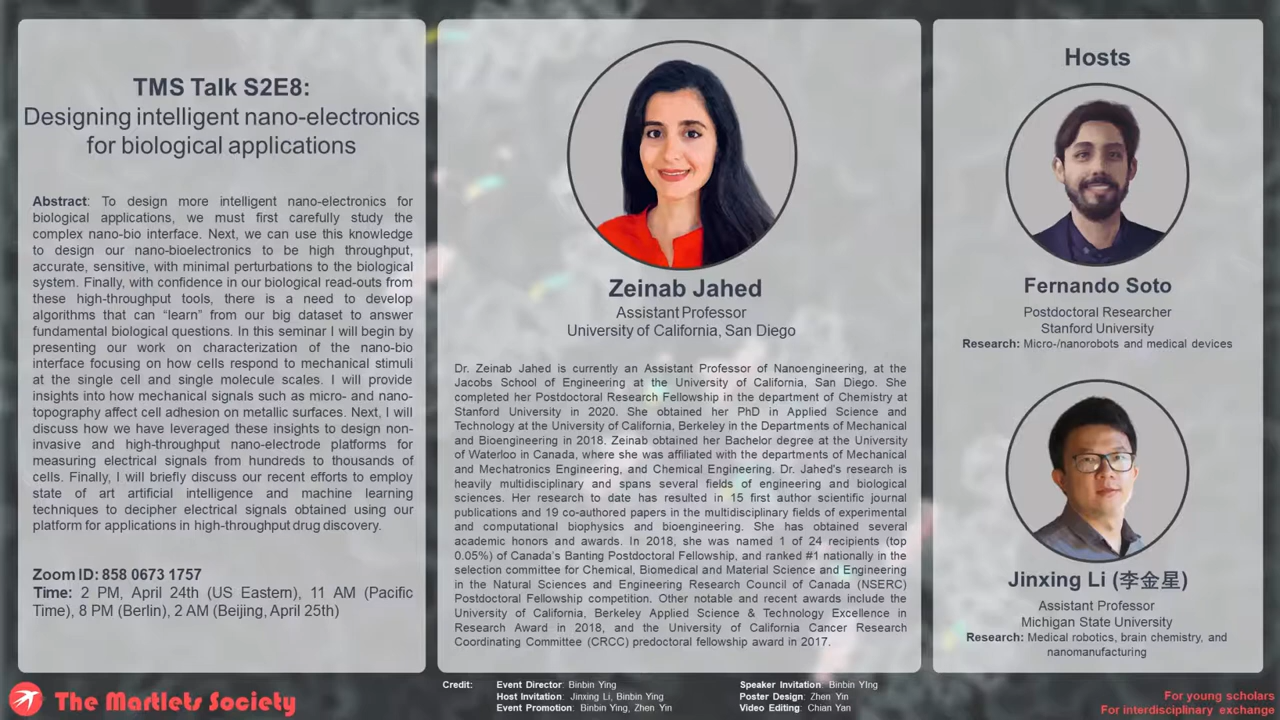 TMS Talk S2E8:
Designing intelligent nano-electronics
for biological applications
Abstract: To design more intelligent nano-electronics for
biological applications, we must first carefully study the
complex nano-bio interface. Next, we can use this knowledge
to design our nano-bioelectronics to be high throughput,
accurate, sensitive, with minimal perturbations to the biological
system. Finally, with confidence in our biological read-outs from
these high-throughput tools, there is a need to develop
algorithms that can “learn” from our big dataset to answer
fundamental biological questions. In this seminar I will begin by
presenting our work on characterization of the nano-bio
interface focusing on how cells respond to mechanical stimuli
at the single cell and single molecule scales. I will provide
insights into how mechanical signals such as micro- and nano-
topography affect cell adhesion on metallic surfaces. Next, I will
discuss how we have leveraged these insights to design non-
invasive and high-throughput nano-electrode platforms for
measuring electrical signals from hundreds to thousands of
cells. Finally, I will briefly discuss our recent efforts to employ
state of art artificial intelligence and machine learning
techniques to decipher electrical signals obtained using our
platform for applications in high-throughput drug discovery.
Zoom ID: 858 0673 1757
Time: 2 PM, April 24th (US Eastern), 11 AM (Pacific
Time), 8 PM (Berlin), 2 AM (Beijing, April 25th)
Zeinab Jahed
Assistant Professor
University of California, San Diego
Dr. Zeinab Jahed is currently an Assistant Professor of Nanoengineering, at the
Jacobs School of Engineering at the University of California, San Diego. She
completed her Postdoctoral Research Fellowship in the department of Chemistry at
Stanford University in 2020. She obtained her PhD in Applied Science and
Technology at the University of California, Berkeley in the Departments of Mechanical
and Bioengineering in 2018. Zeinab obtained her Bachelor degree at the University
of Waterloo in Canada, where she was affiliated with the departments of Mechanical
and Mechatronics Engineering, and Chemical Engineering. Dr. Jahed's research is
heavily multidisciplinary and spans several fields of engineering and biological
sciences. Her research to date has resulted in 15 first author scientific journal
publications and 19 co-authored papers in the multidisciplinary fields of experimental
and computational biophysics and bioengineering. She has obtained several
academic honors and awards. In 2018, she was named 1 of 24 recipients (top
0.05%) of Canada's Banting Postdoctoral Fellowship, and ranked #1 nationally in the
selection committee for Chemical, Biomedical and Material Science and Engineering
in the Natural Sciences and Engineering Research Council of Canada (NSERC)
Postdoctoral Fellowship competition. Other notable and recent awards include the
University of California, Berkeley Applied Science & Technology Excellence in
Research Award in 2018, and the University of California Cancer Research
Coordinating Committee (CRCC) predoctoral fellowship award in 2017.
Hosts
Fernando Soto
Postdoctoral Researcher
Stanford University
Research: Micro-/nanorobots and medical devices
Jinxing Li (李金星)
Assistant Professor
Michigan State University
Research: Medical robotics, brain chemistry, and
nanomanufacturing
The Martlets Society
Credit:
Event Director: Binbin Ying
Host Invitation: Jinxing Li, Binbin Ying
Event Promotion: Binbin Ying, Zhen Yin
Speaker Invitation: Binbin YIng
Poster Design: Zhen Yin
Video Editing: Chian Yan
For young scholars
For interdisciplinary exchange